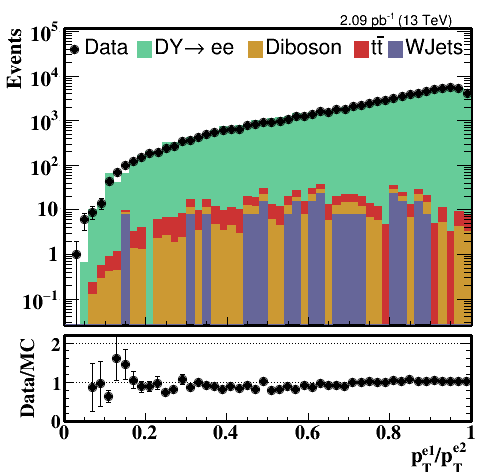 2.09 pb⁻¹ (13 TeV)
Events
Data DY→ ee Diboson tt̄ WJets
10⁵
10⁴
10³
10²
10
1
10⁻¹
Data/MC
2
1
0
0 0.2 0.4 0.6 0.8 1
p_T^e1/p_T^e2